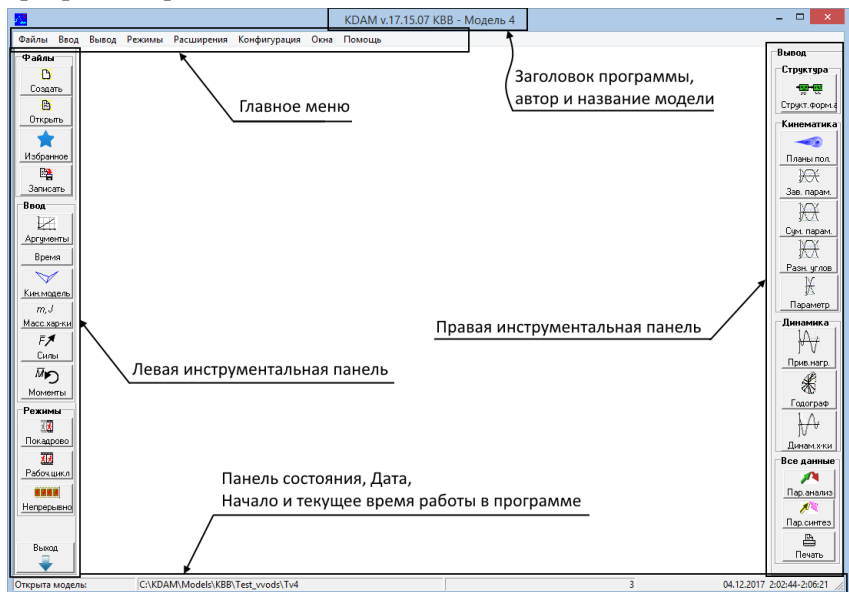 KDAM v.17.15.07 KBB - Модель 4
Файлы Ввод Вывод Режимы Расширения Конфигурация Окна Помощь
Файлы
Создать
Открыть
Избранное
Записать
Ввод
Аргументы
Время
Кин.модель
m, J
Масс.хар-ки
F
Силы
M
Моменты
Режимы
Покадрово
Рабоч.цикл
Непрерывно
Выход
Главное меню
Заголовок программы,
автор и название модели
Левая инструментальная панель
Правая инструментальная панель
Панель состояния, Дата,
Начало и текущее время работы в программе
Вывод
Структура
Структ.форм.а
Кинематика
Планы пол.
Зав. парам.
Сум. парам.
Разн. углов
Параметр
Динамика
Прив.нагр.
Годограф
Динам.х-ки
Все данные
Пар.анализ
Пар.синтез
Печать
Открыта модель: C:\KDAM\Models\KBB\Test_vvods\Tv4 3 04.12.2017 2:02:44-2:06:21